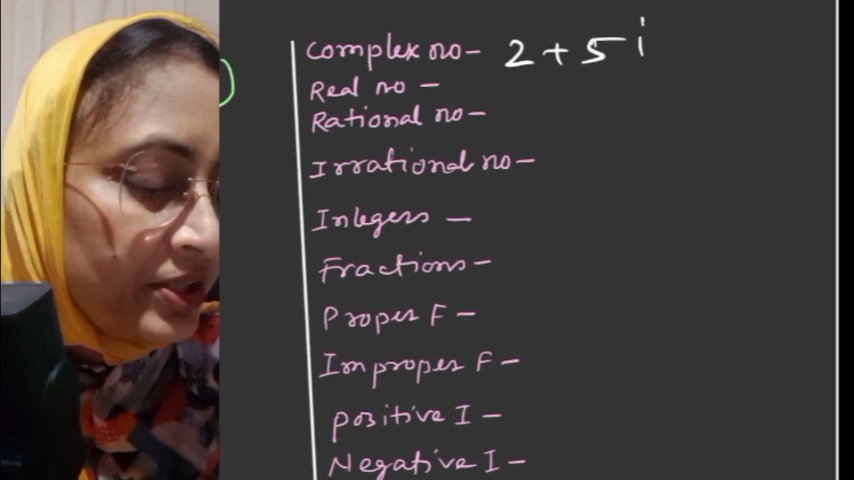 Complex no - 2 + 5i
Real no -
Rational no -
Irrational no -
Integers -
Fractions -
Proper F -
Improper F -
Positive I -
Negative I -